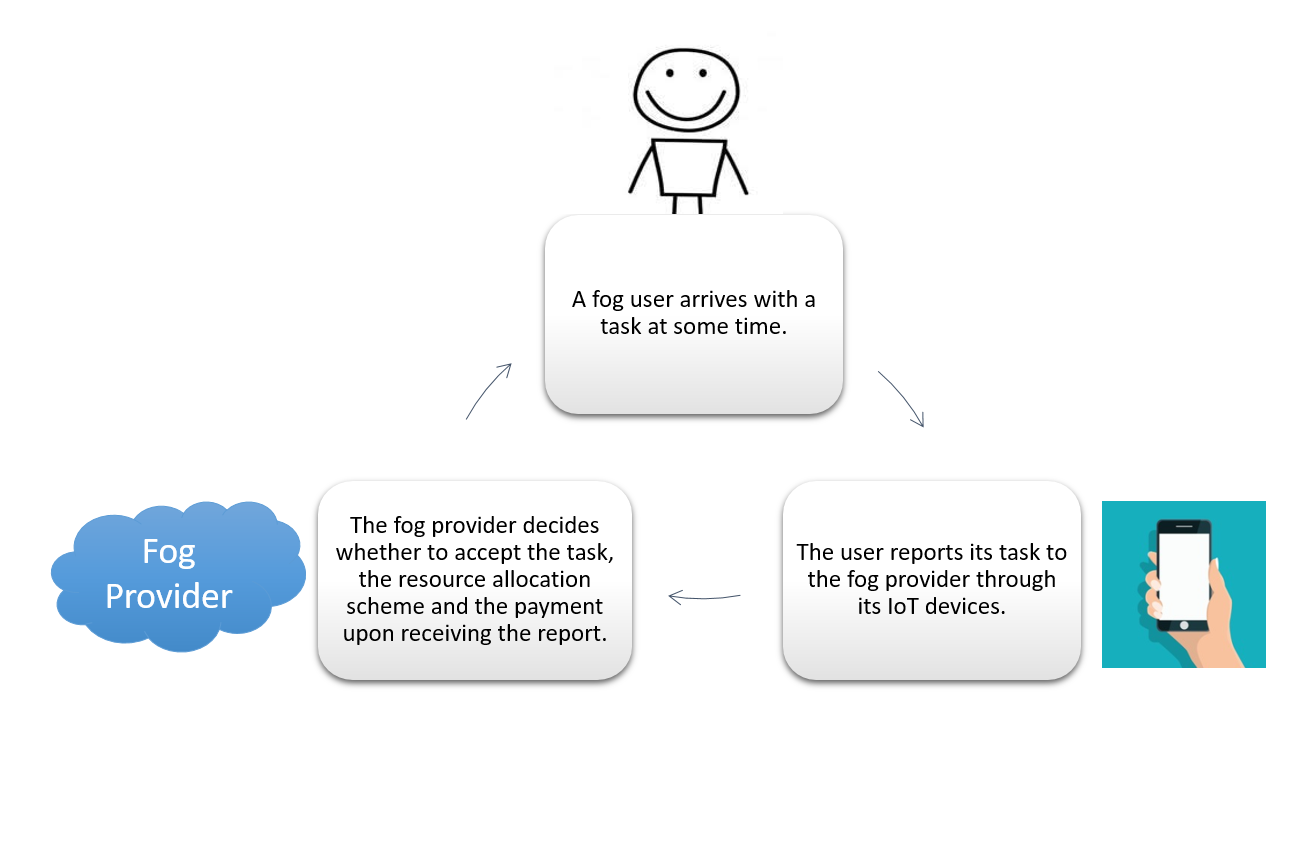 A fog user arrives with a
task at some time.
Fog
Provider
The fog provider decides
whether to accept the task,
the resource allocation
scheme and the payment
upon receiving the report.
The user reports its task to
the fog provider through
its IoT devices.